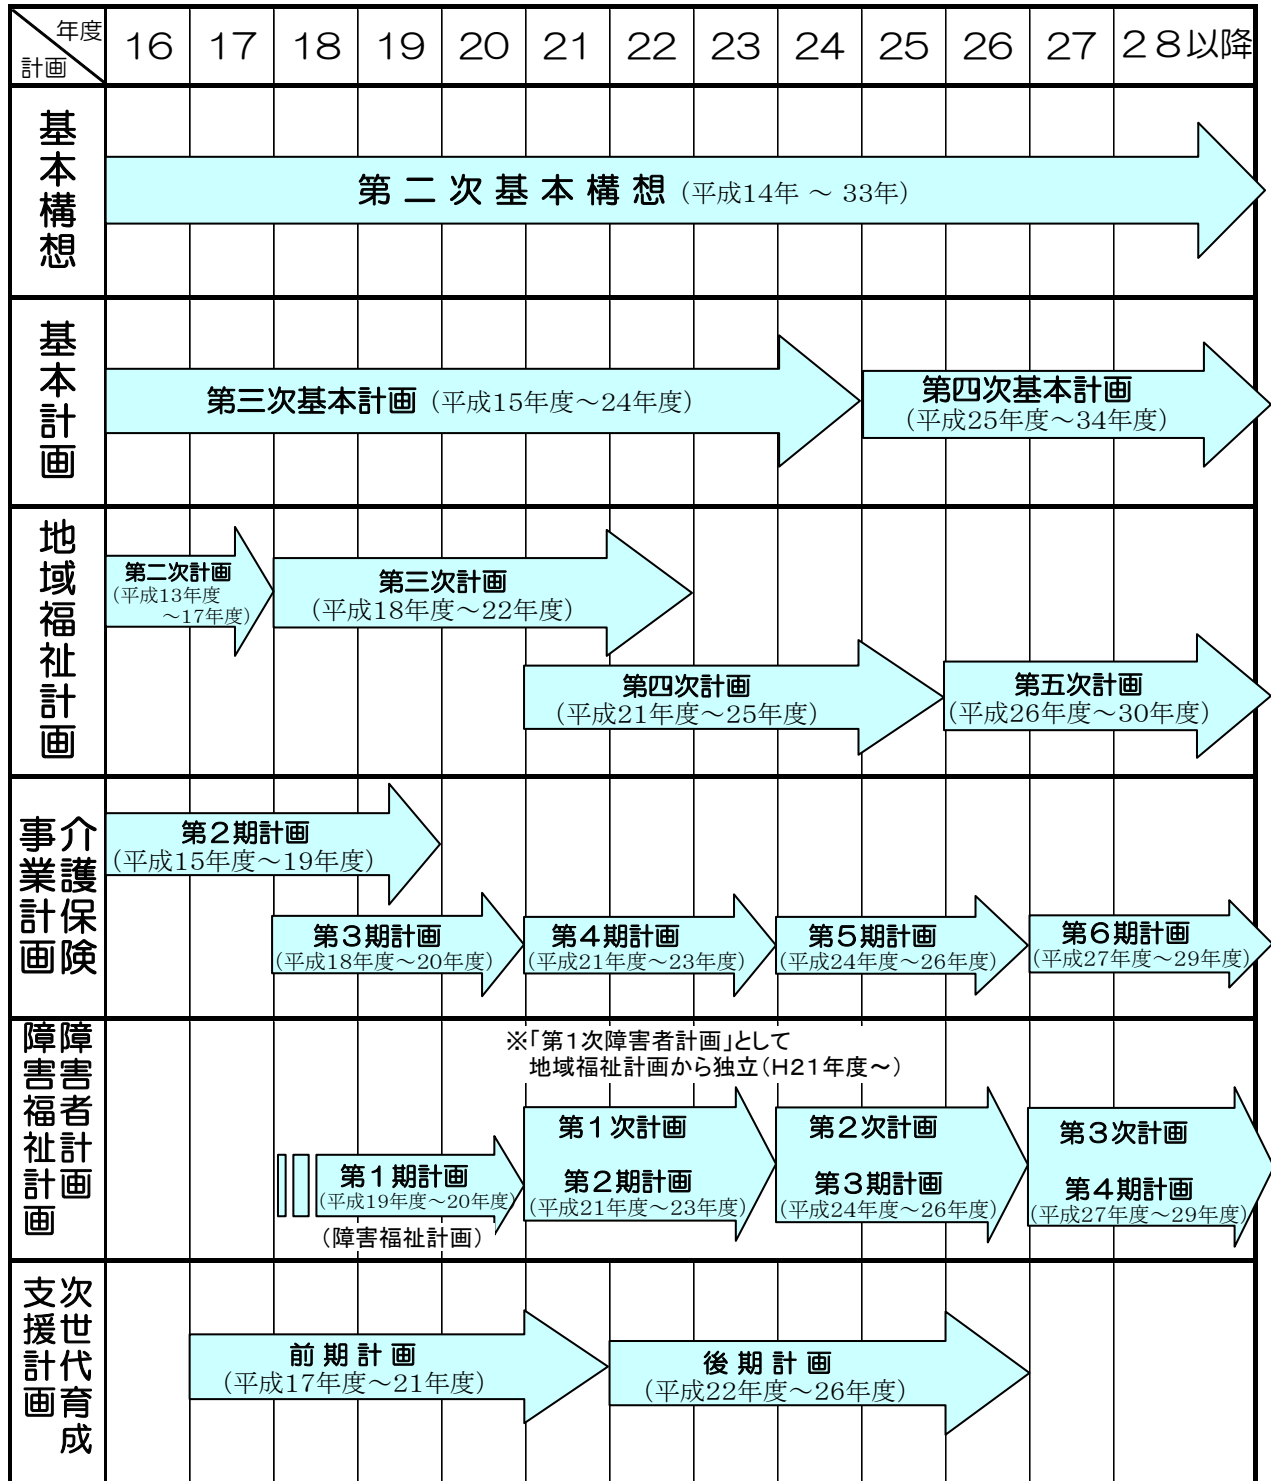 年度
計画
16 17 18 19 20 21 22 23 24 25 26 27 28以降
基本構想
第二次基本構想（平成14年 ～ 33年）
基本計画
第三次基本計画（平成15年度～24年度）
第四次基本計画
（平成25年度～34年度）
地域福祉計画
第二次計画
（平成13年度
～17年度）
第三次計画
（平成18年度～22年度）
第四次計画
（平成21年度～25年度）
第五次計画
（平成26年度～30年度）
介護保険
事業計画
第２期計画
（平成15年度～19年度）
第３期計画
（平成18年度～20年度）
第４期計画
（平成21年度～23年度）
第５期計画
（平成24年度～26年度）
第６期計画
（平成27年度～29年度）
障害者計画
障害福祉計画
※「第１次障害者計画」として
地域福祉計画から独立（H21年度～）
第１期計画
（平成19年度～20年度）
（障害福祉計画）
第１次計画
第２期計画
（平成21年度～23年度）
第２次計画
第３期計画
（平成24年度～26年度）
第３次計画
第４期計画
（平成27年度～29年度）
次世代育成
支援計画
前期計画
（平成17年度～21年度）
後期計画
（平成22年度～26年度）